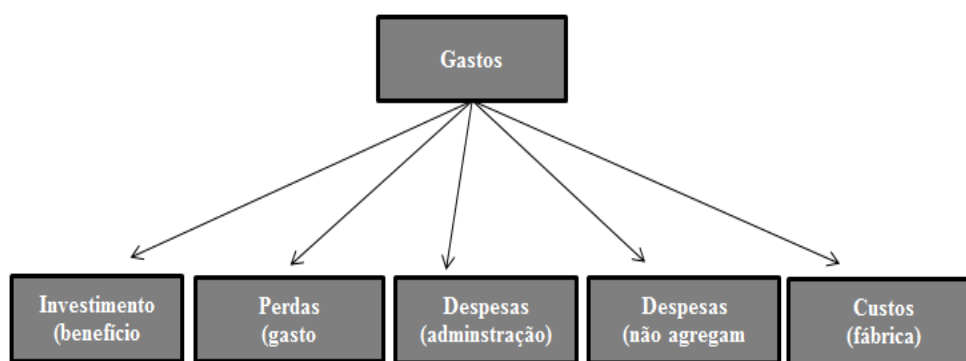 Gastos
Investimento
(benefício
Perdas
(gasto
Despesas
(adminstração)
Despesas
(não agregam
Custos
(fábrica)